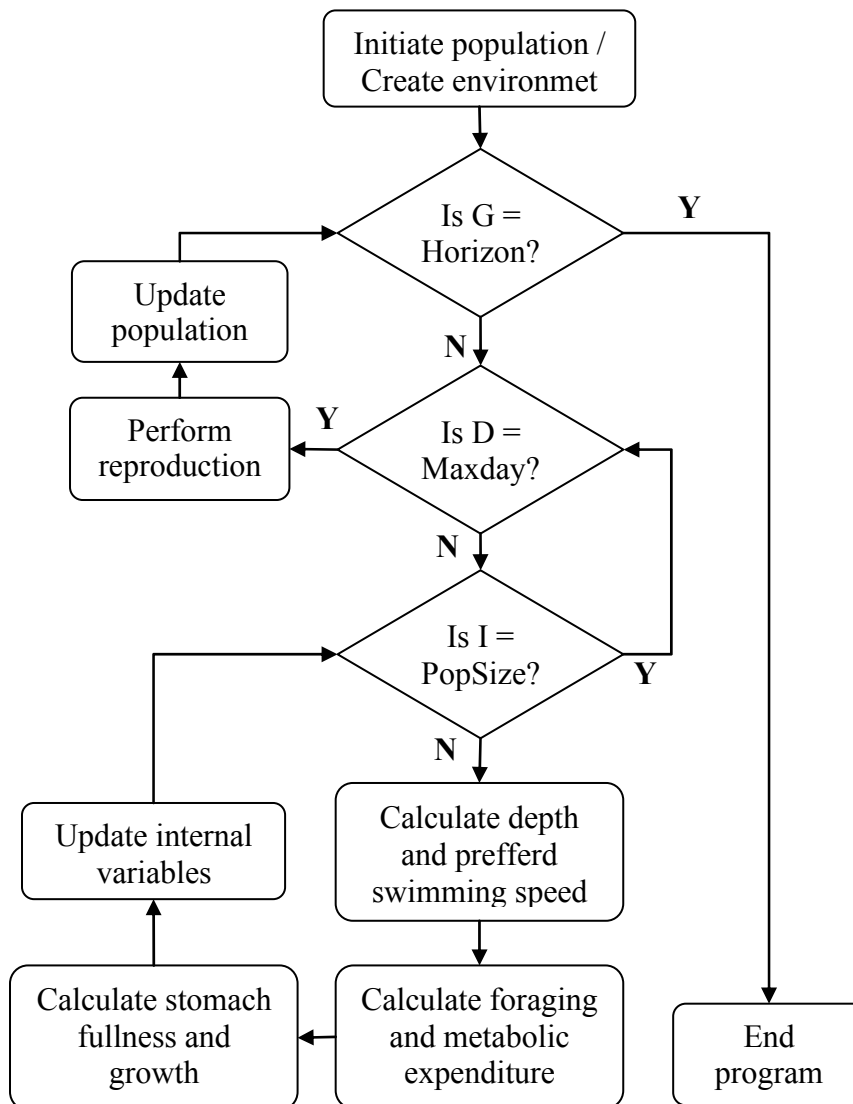 Initiate population /
Create environmet
Is G =
Horizon?
Y
N
Update
population
Perform
reproduction
Y
Is D =
Maxday?
N
Is I =
PopSize?
Y
N
Update internal
variables
Calculate depth
and prefferd
swimming speed
Calculate stomach
fullness and
growth
Calculate foraging
and metabolic
expenditure
End
program